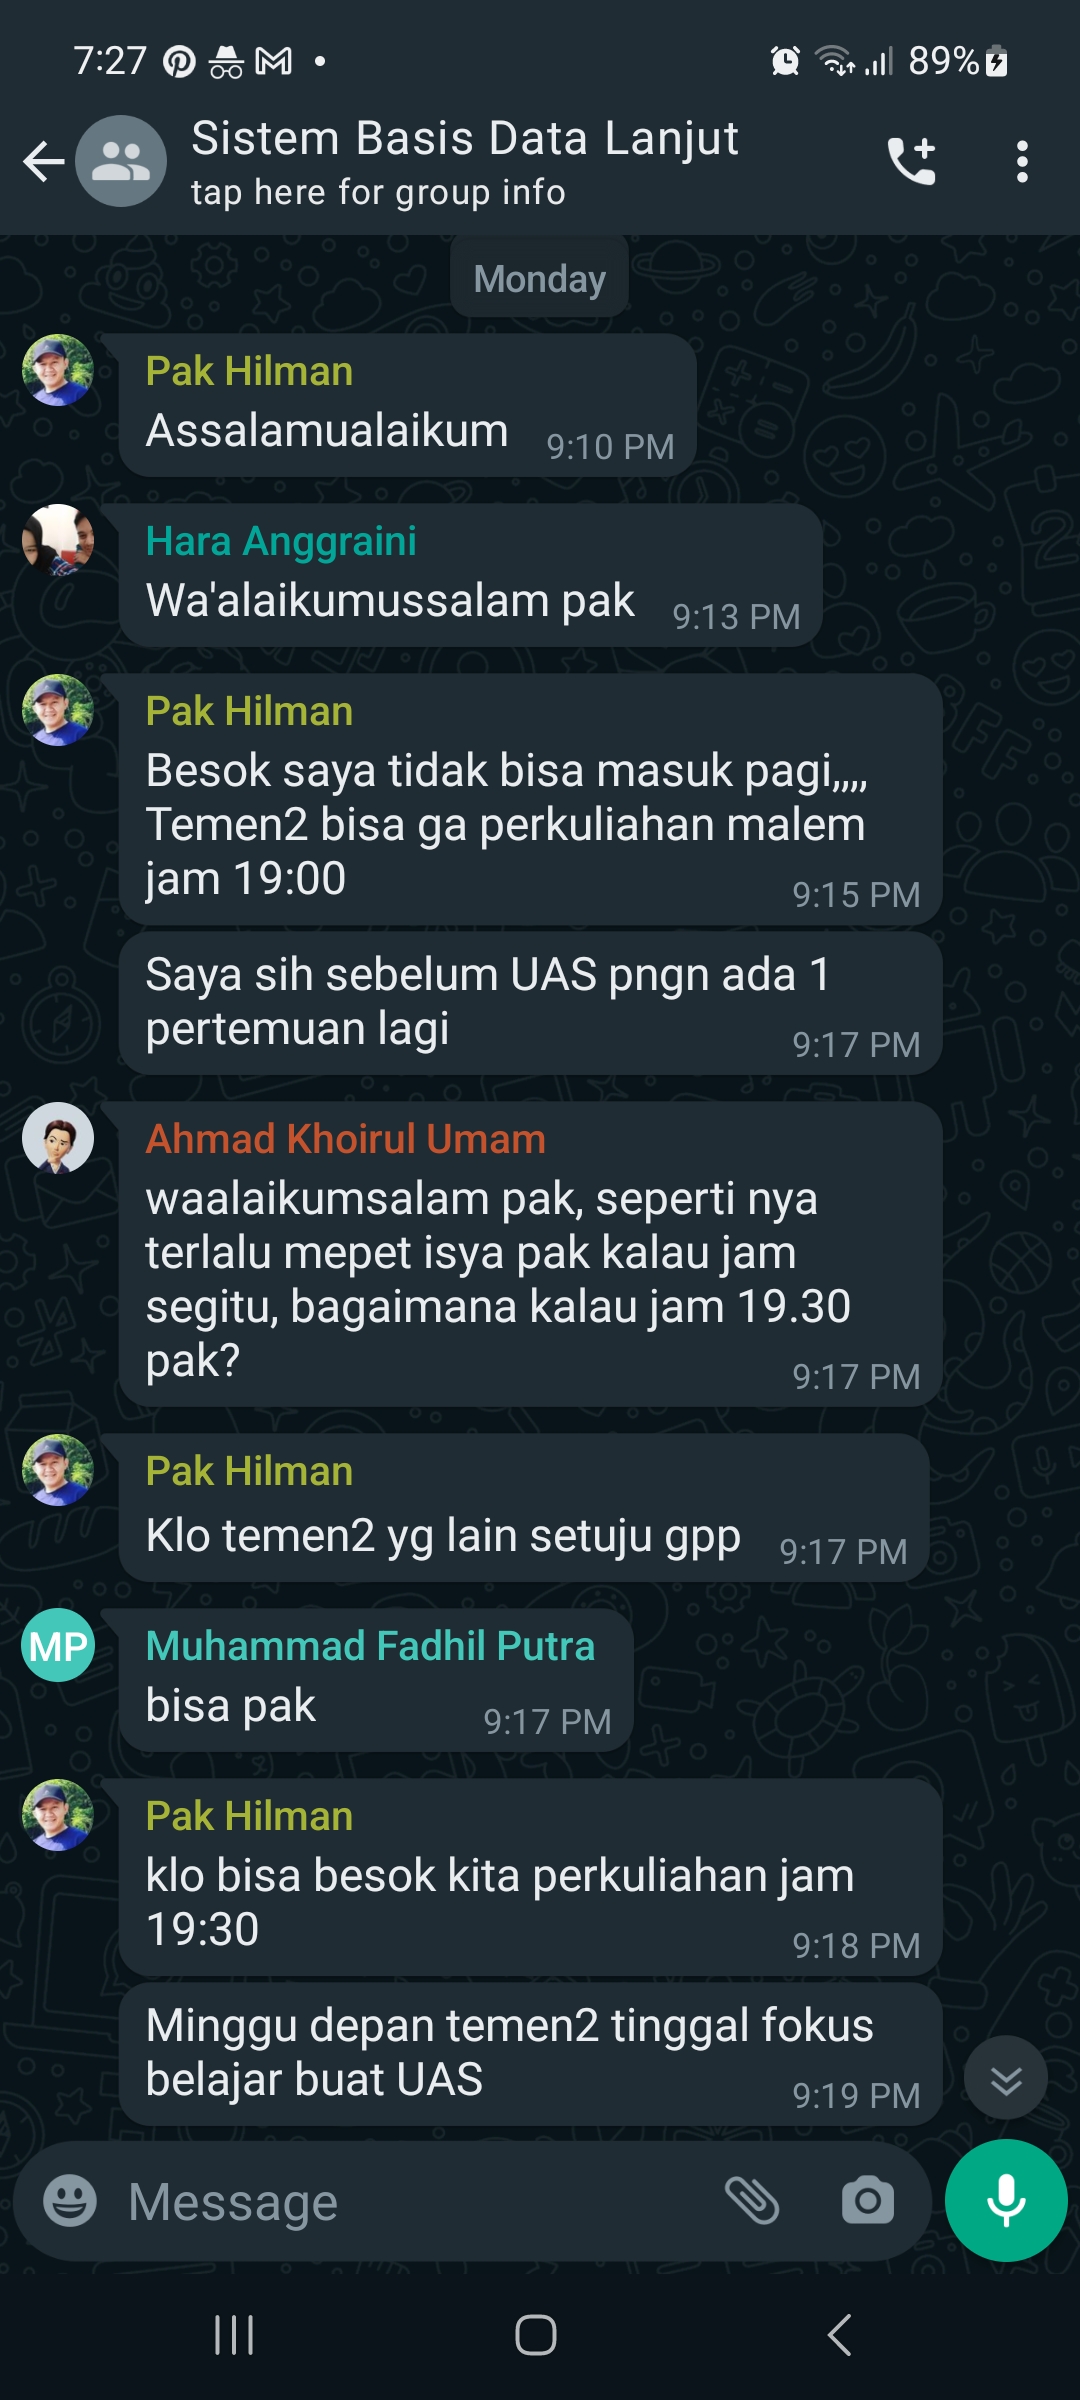 7:27
89%
Sistem Basis Data Lanjut
tap here for group info
Monday
Pak Hilman
Assalamualaikum
9:10 PM
Hara Anggraini
Wa'alaikumussalam pak
9:13 PM
Pak Hilman
Besok saya tidak bisa masuk pagi,,,,
Temen2 bisa ga perkuliahan malem
jam 19:00
9:15 PM
Saya sih sebelum UAS pngn ada 1
pertemuan lagi
9:17 PM
Ahmad Khoirul Umam
waalaikumsalam pak, seperti nya
terlalu mepet isya pak kalau jam
segitu, bagaimana kalau jam 19.30
pak?
9:17 PM
Pak Hilman
Klo temen2 yg lain setuju gpp
9:17 PM
MP
Muhammad Fadhil Putra
bisa pak
9:17 PM
Pak Hilman
klo bisa besok kita perkuliahan jam
19:30
9:18 PM
Minggu depan temen2 tinggal fokus
belajar buat UAS
9:19 PM
Message